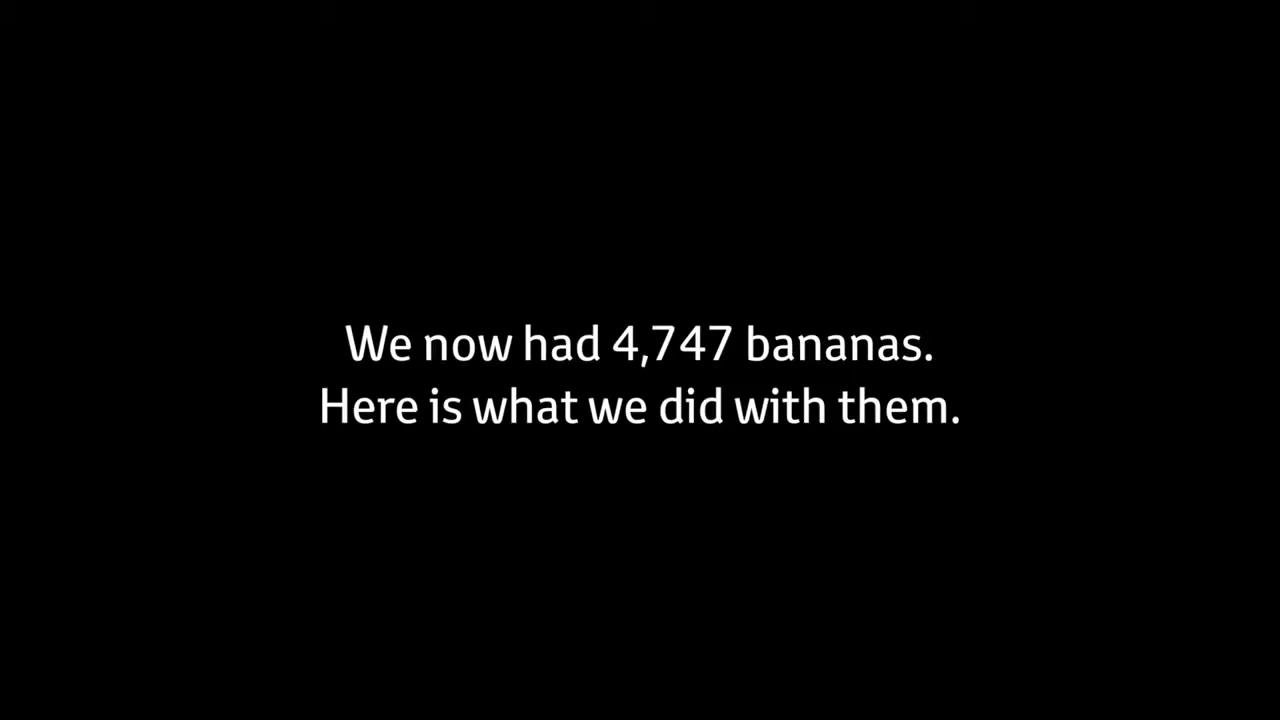 We now had 4,747 bananas.
Here is what we did with them.